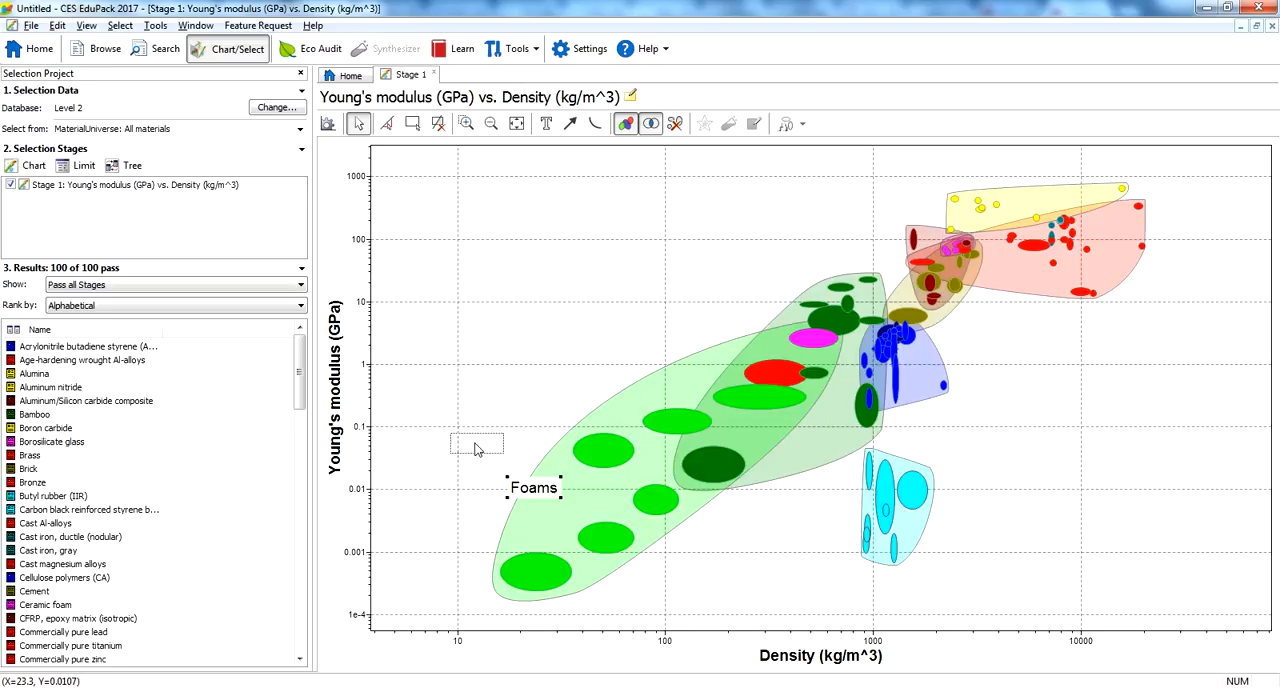 Untitled - CES EduPack 2017 - [Stage 1: Young's modulus (GPa) vs. Density (kg/m^3)]
File Edit View Select Tools Window Feature Request Help
Home Browse Search Chart/Select Eco Audit Synthesizer Learn Tools Settings Help
Selection Project
Home Stage 1
1. Selection Data
Young's modulus (GPa) vs. Density (kg/m^3)
Database: Level 2 Change...
Select from: MaterialUniverse: All materials
2. Selection Stages
Chart Limit Tree
Stage 1: Young's modulus (GPa) vs. Density (kg/m^3)
3. Results: 100 of 100 pass
Show: Pass all Stages
Rank by: Alphabetical
Name
Acrylonitrile butadiene styrene (A...
Age-hardening wrought Al-alloys
Alumina
Aluminum nitride
Aluminum/Silicon carbide composite
Bamboo
Boron carbide
Borosilicate glass
Brass
Brick
Bronze
Butyl rubber (IIR)
Carbon black reinforced styrene b...
Cast Al-alloys
Cast iron, ductile (nodular)
Cast iron, gray
Cast magnesium alloys
Cellulose polymers (CA)
Cement
Ceramic foam
CFRP, epoxy matrix (isotropic)
Commercially pure lead
Commercially pure titanium
Commercially pure zinc
Young's modulus (GPa)
1000
100
10
1
0.1
0.01
0.001
1e-4
Foams
10 100 1000 10000
Density (kg/m^3)
(X=23.3, Y=0.0107) NUM